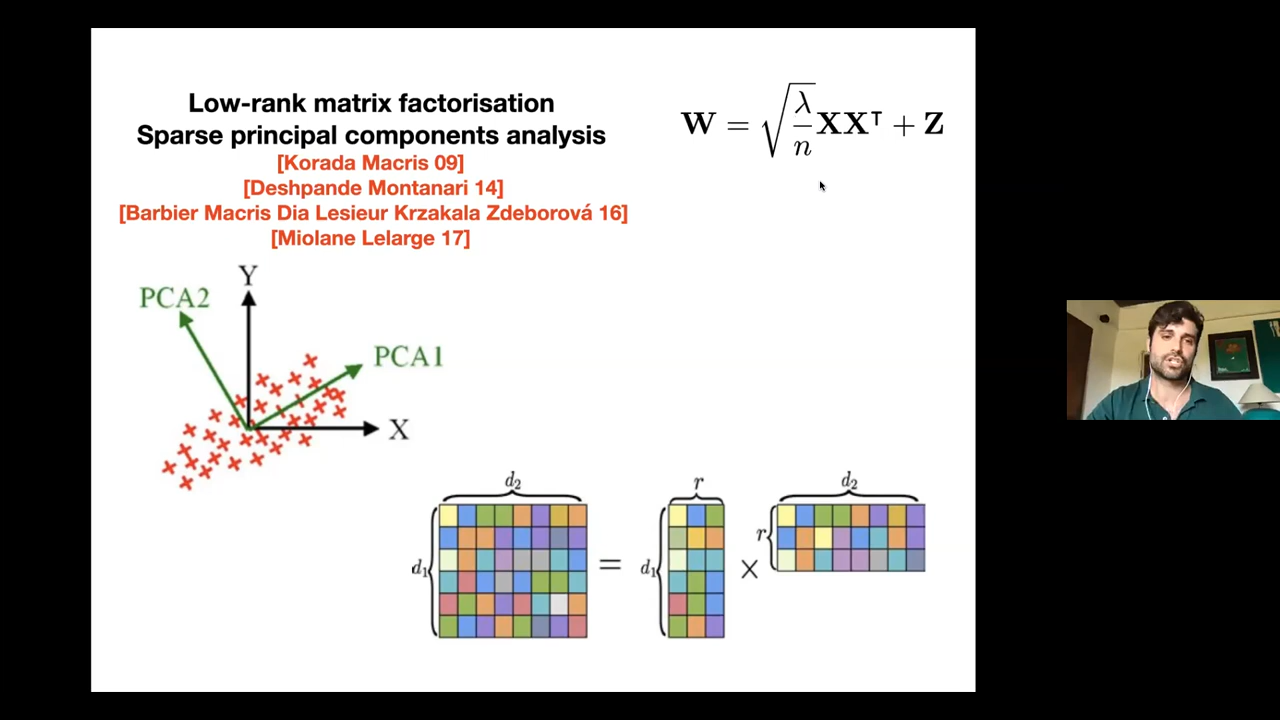 Low-rank matrix factorisation
Sparse principal components analysis
[Korada Macris 09]
[Deshpande Montanari 14]
[Barbier Macris Dia Lesieur Krzakala Zdeborová 16]
[Miolane Lelarge 17]
W = √(λ/n) XXᵀ + Z
Y
PCA2
PCA1
X
d₂
r
d₂
d₁
=
d₁
×
r